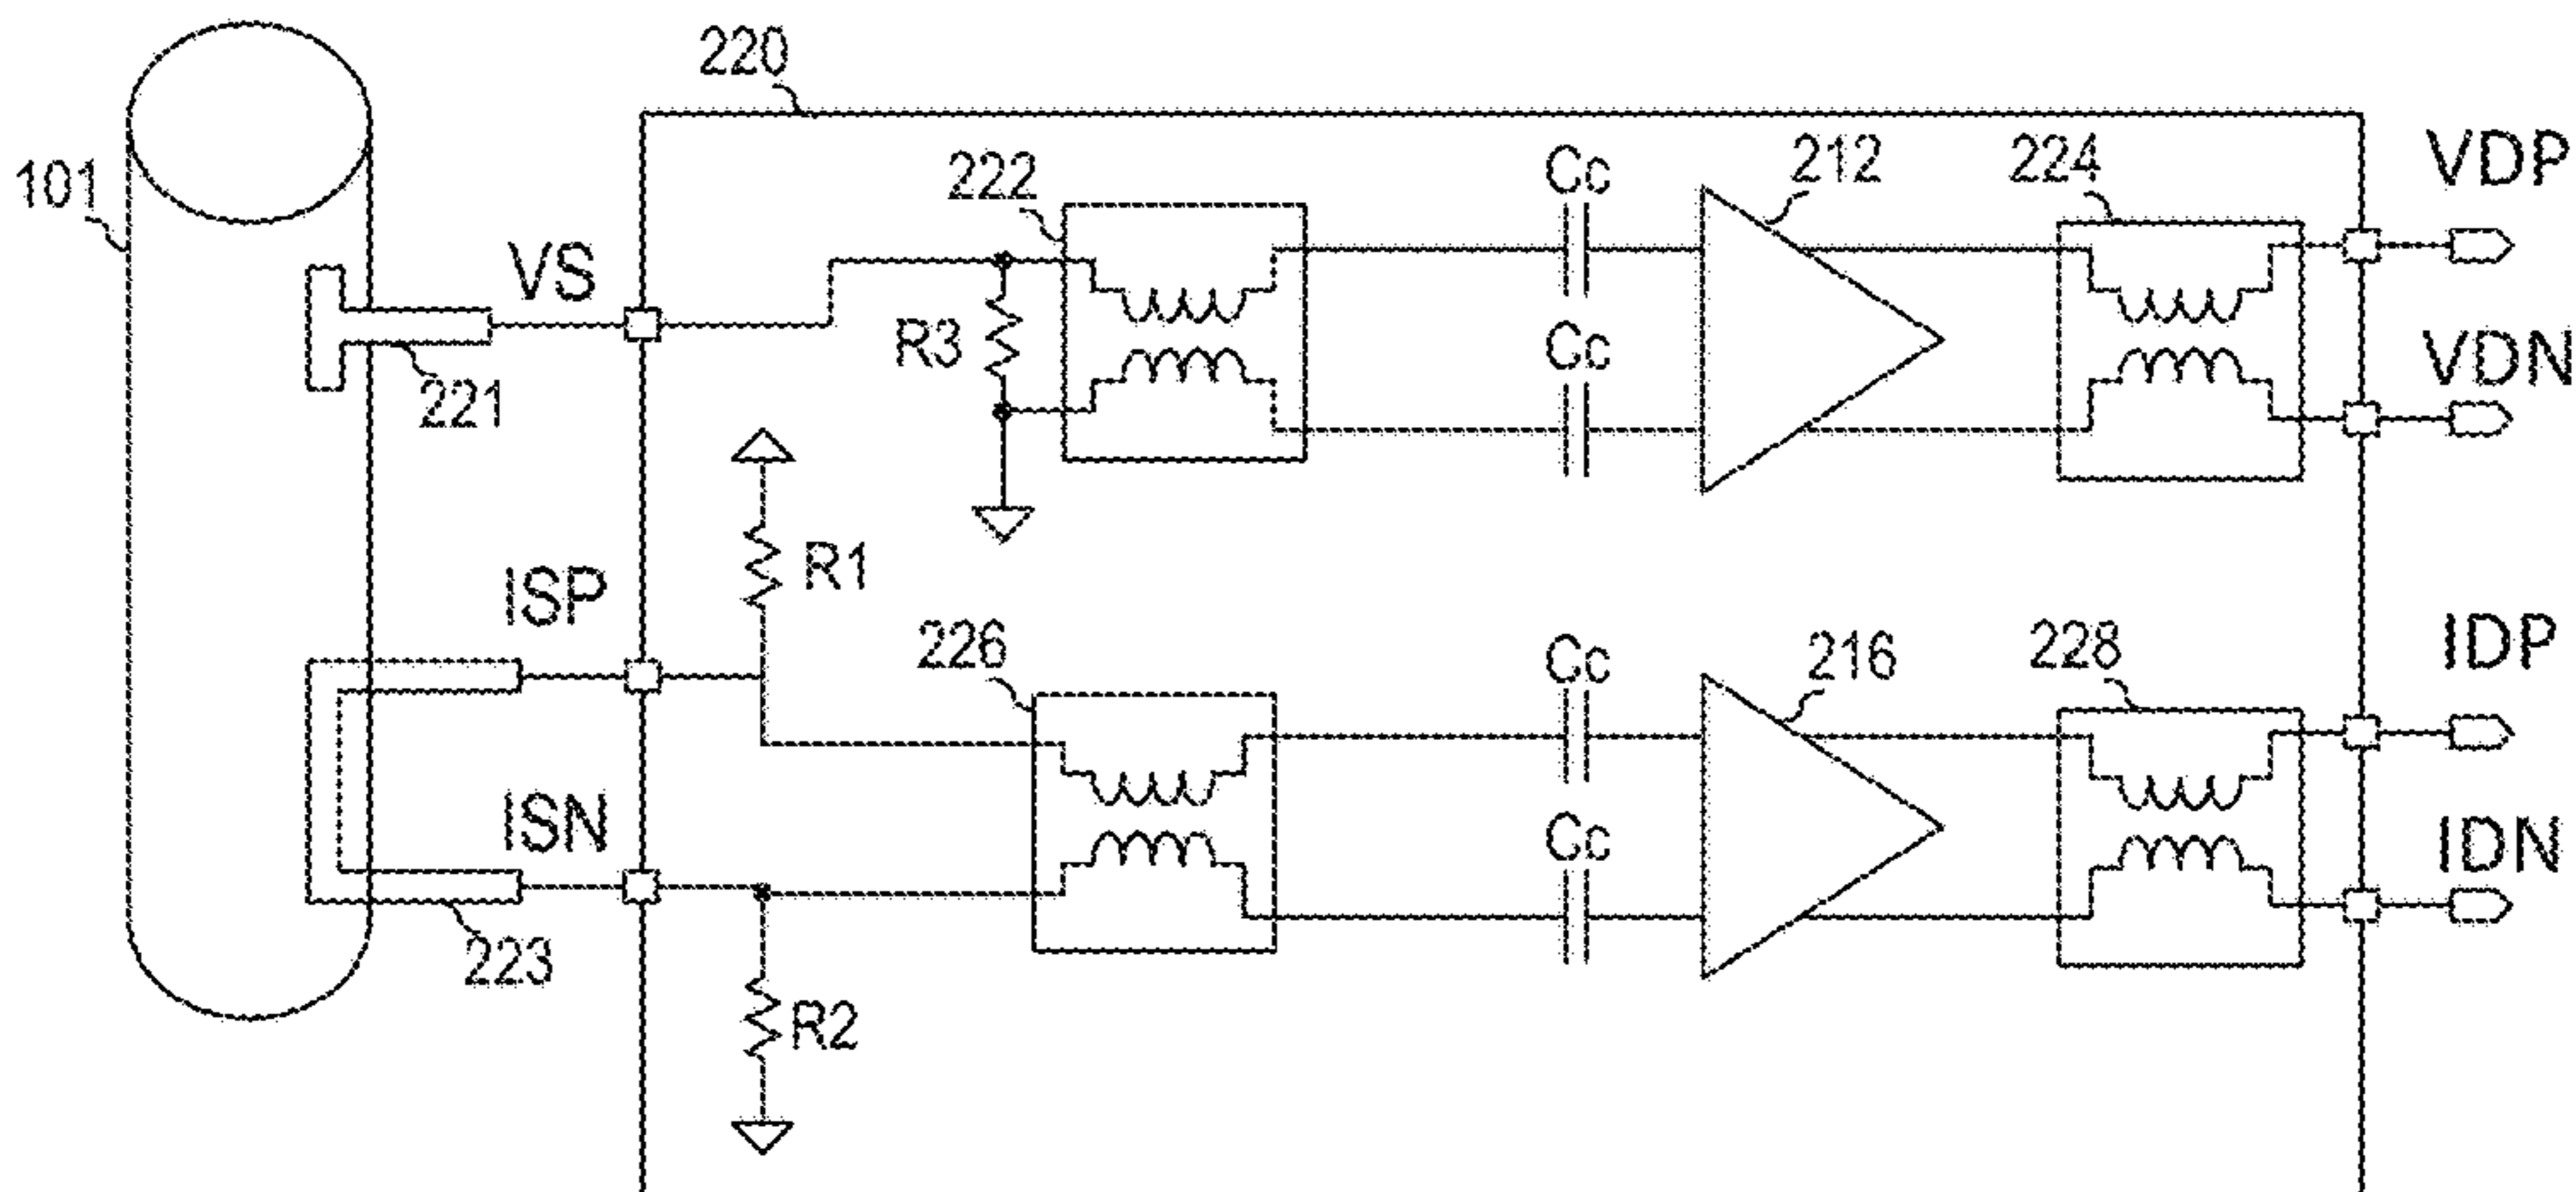 220
101
222
Cc
212
224
VDP
VS
R3
Cc
VDN
221
R1
ISP
226
Cc
216
228
IDP
ISN
Cc
IDN
223
R2